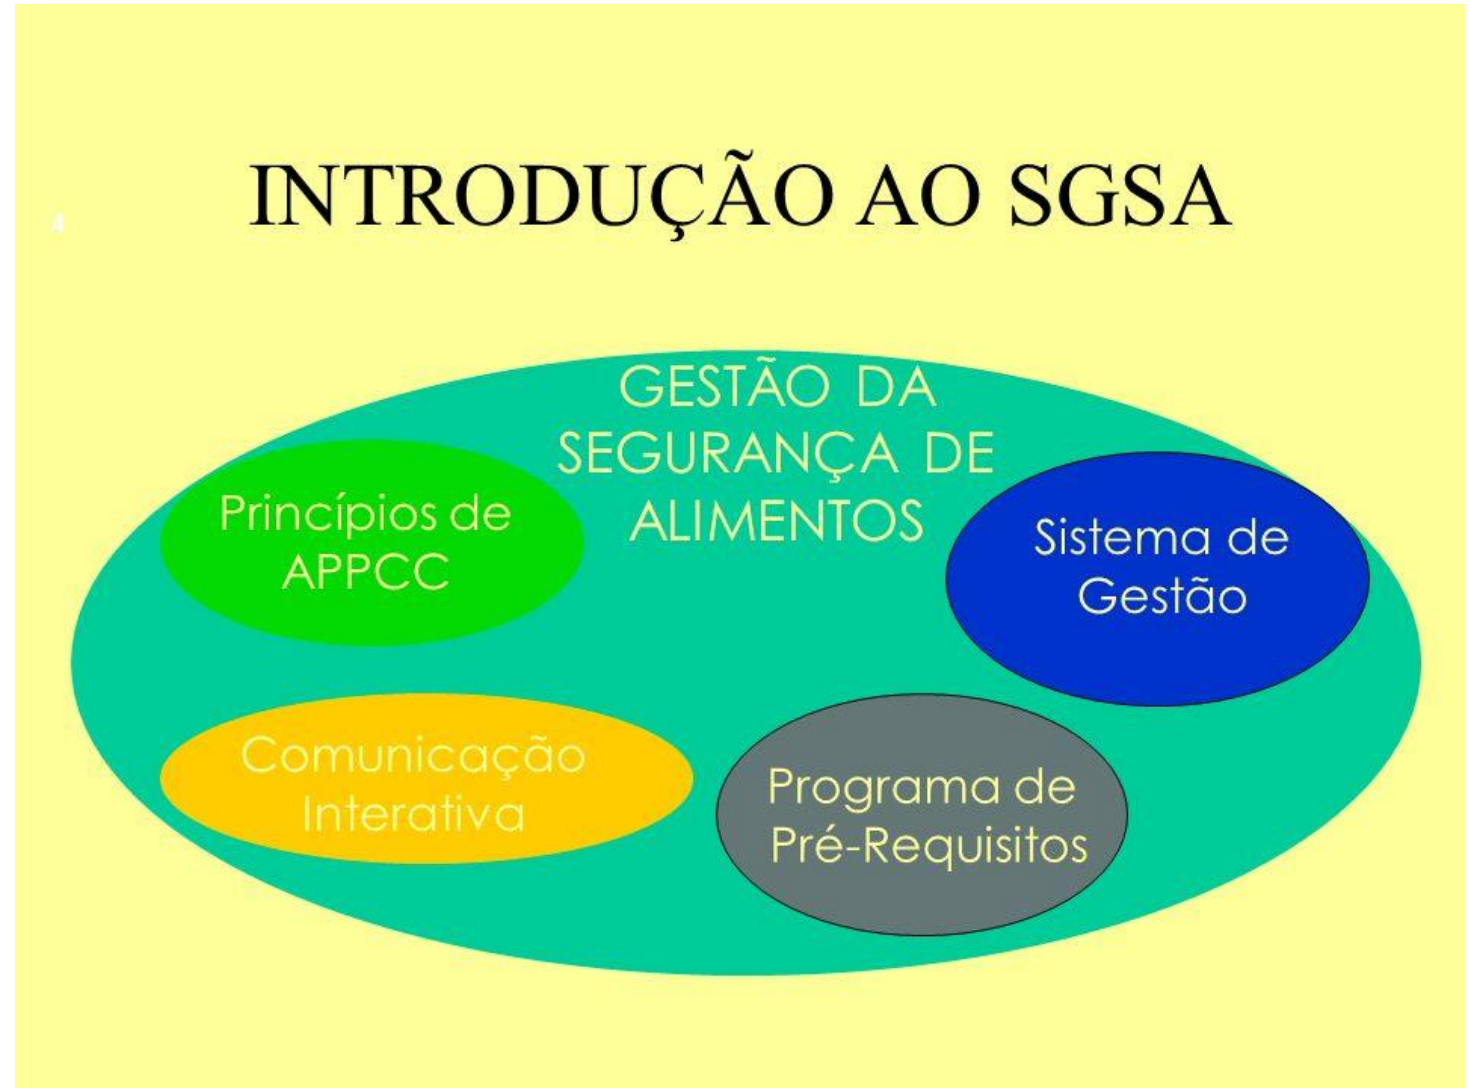 INTRODUÇÃO AO SGSA
4
GESTÃO DA
SEGURANÇA DE
ALIMENTOS
Princípios de
APPCC
Sistema de
Gestão
Comunicação
Interativa
Programa de
Pré-Requisitos